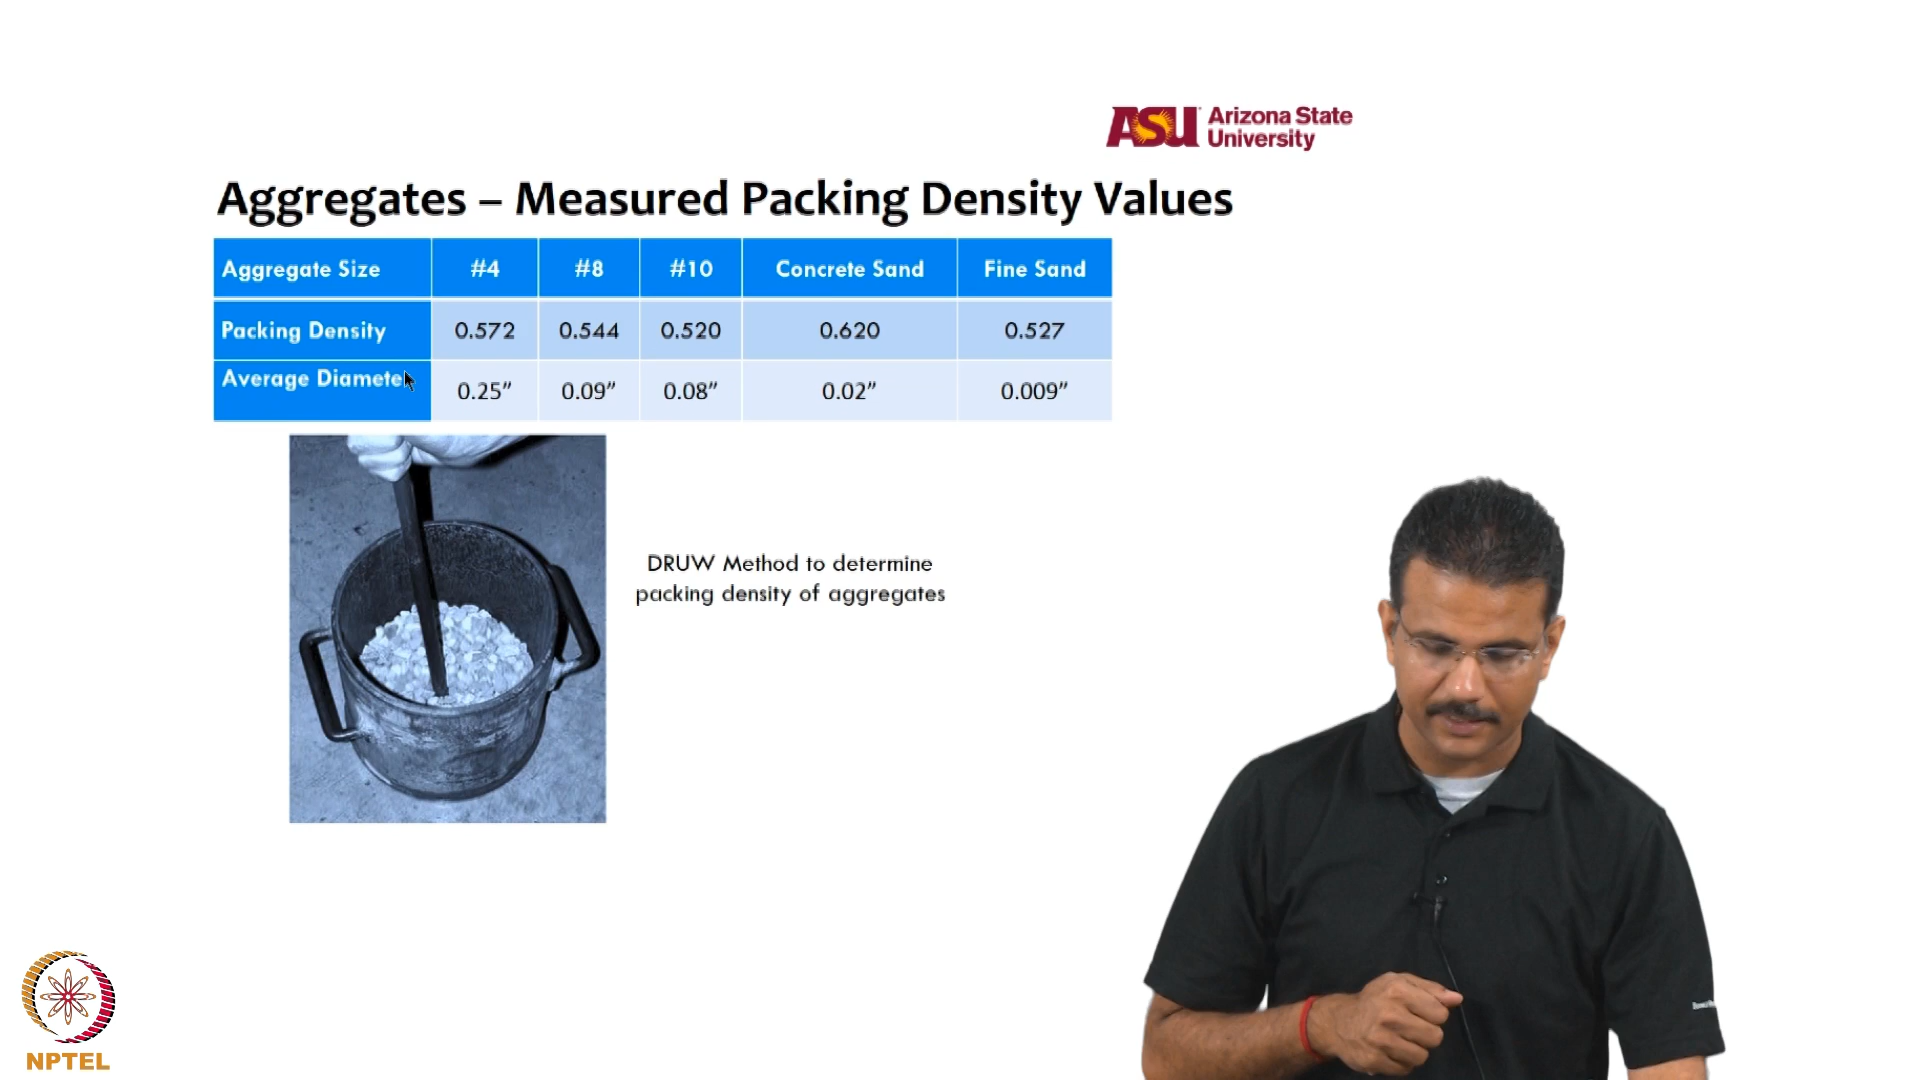 ASU Arizona State
University
Aggregates – Measured Packing Density Values
Aggregate Size #4 #8 #10 Concrete Sand Fine Sand
Packing Density 0.572 0.544 0.520 0.620 0.527
Average Diamete 0.25” 0.09” 0.08” 0.02” 0.009”
DRUW Method to determine
packing density of aggregates
NPTEL